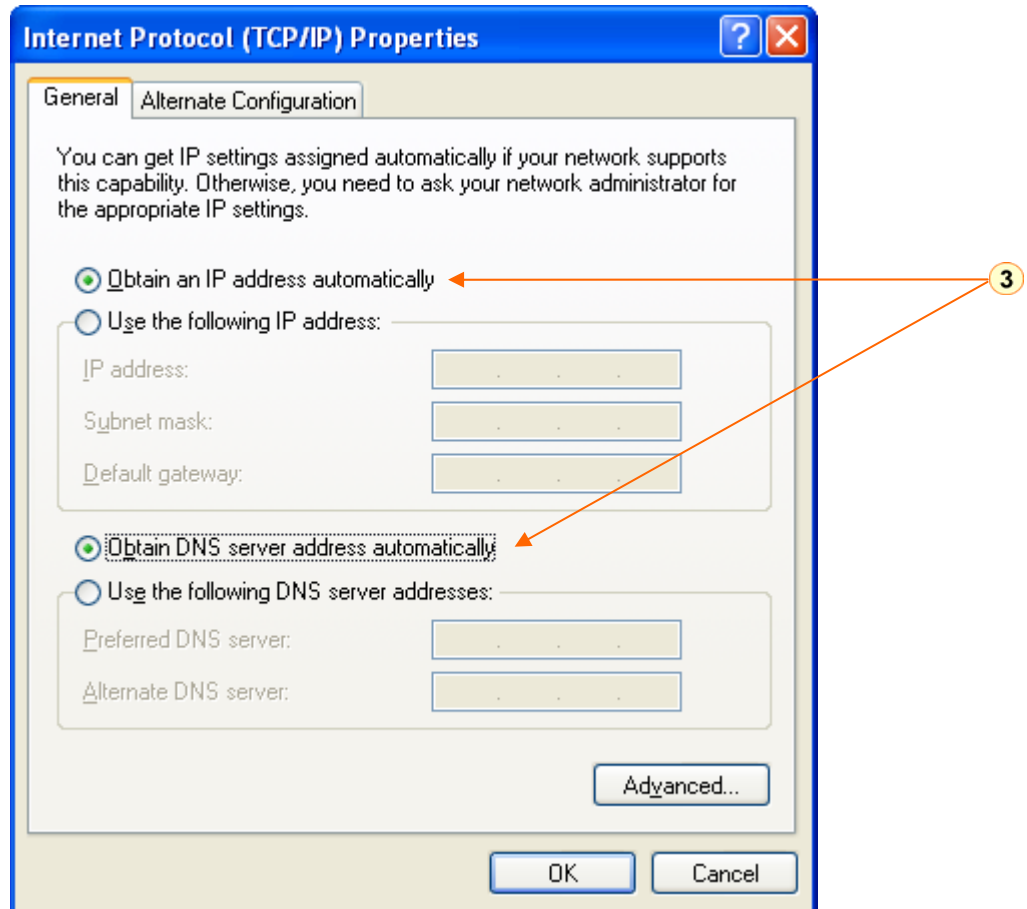 Internet Protocol (TCP/IP) Properties
General
Alternate Configuration
You can get IP settings assigned automatically if your network supports
this capability. Otherwise, you need to ask your network administrator for
the appropriate IP settings.
Obtain an IP address automatically
3
Use the following IP address:
IP address:
Subnet mask:
Default gateway:
Obtain DNS server address automatically
Use the following DNS server addresses:
Preferred DNS server:
Alternate DNS server:
Advanced...
OK
Cancel